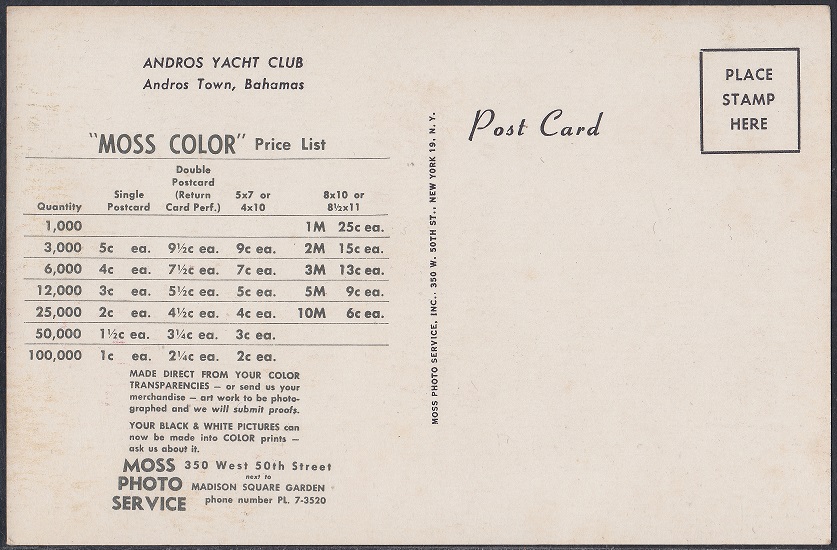 ANDROS YACHT CLUB
Andros Town, Bahamas
"MOSS COLOR" Price List
Quantity Single Postcard Double Postcard (Return Card Perf.) 5x7 or 4x10 8x10 or 8½x11
1,000 1M 25c ea.
3,000 5c ea. 9½c ea. 9c ea. 2M 15c ea.
6,000 4c ea. 7½c ea. 7c ea. 3M 13c ea.
12,000 3c ea. 5½c ea. 5c ea. 5M 9c ea.
25,000 2c ea. 4½c ea. 4c ea. 10M 6c ea.
50,000 1½c ea. 3¼c ea. 3c ea.
100,000 1c ea. 2¼c ea. 2c ea.
MADE DIRECT FROM YOUR COLOR
TRANSPARENCIES — or send us your
merchandise — art work to be photo-
graphed and we will submit proofs.
YOUR BLACK & WHITE PICTURES can
now be made into COLOR prints —
ask us about it.
MOSS PHOTO SERVICE
350 West 50th Street
next to
MADISON SQUARE GARDEN
phone number PL. 7-3520
MOSS PHOTO SERVICE, INC., 350 W. 50TH ST., NEW YORK 19, N. Y.
Post Card
PLACE
STAMP
HERE